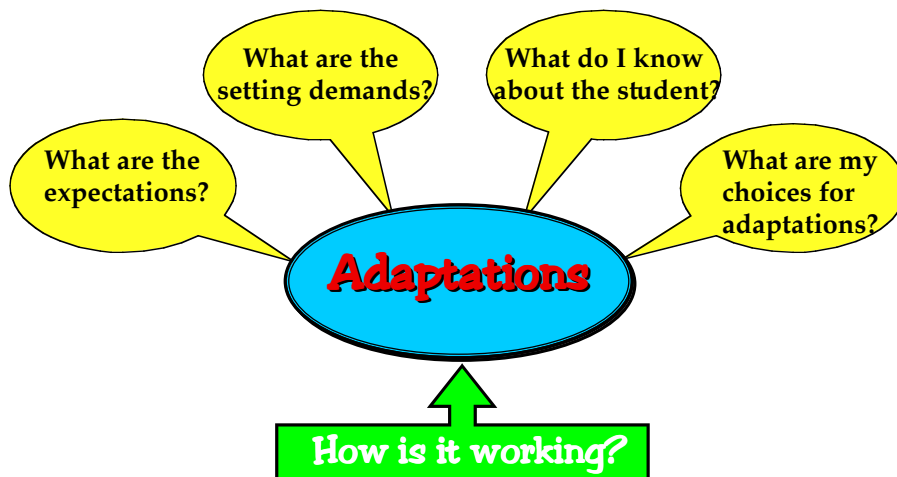 What are the
setting demands?
What do I know
about the student?
What are the
expectations?
What are my
choices for
adaptations?
Adaptations
How is it working?